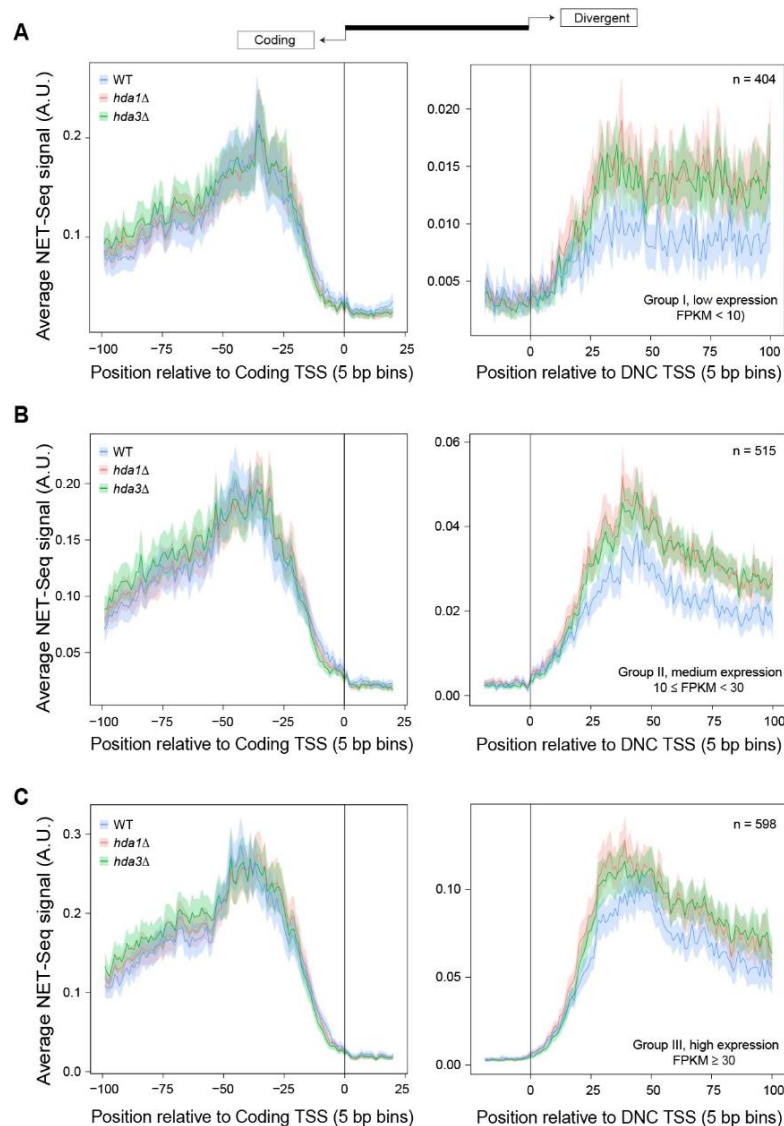 A
Coding
Divergent
WT
hda1Δ
hda3Δ
n = 404
Group I, low expression
FPKM < 10)
Average NET-Seq signal (A.U.)
0.2
0.1
0.020
0.015
0.010
0.005
−100
−75
−50
−25
0
25
0
25
50
75
100
Position relative to Coding TSS (5 bp bins)
Position relative to DNC TSS (5 bp bins)
B
WT
hda1Δ
hda3Δ
n = 515
Group II, medium expression
10 ≤ FPKM < 30
Average NET-Seq signal (A.U.)
0.20
0.15
0.10
0.05
0.06
0.04
0.02
0.00
−100
−75
−50
−25
0
25
0
25
50
75
100
Position relative to Coding TSS (5 bp bins)
Position relative to DNC TSS (5 bp bins)
C
WT
hda1Δ
hda3Δ
n = 598
Group III, high expression
FPKM ≥ 30
Average NET-Seq signal (A.U.)
0.3
0.2
0.1
0.0
0.10
0.05
0.00
−100
−75
−50
−25
0
25
0
25
50
75
100
Position relative to Coding TSS (5 bp bins)
Position relative to DNC TSS (5 bp bins)